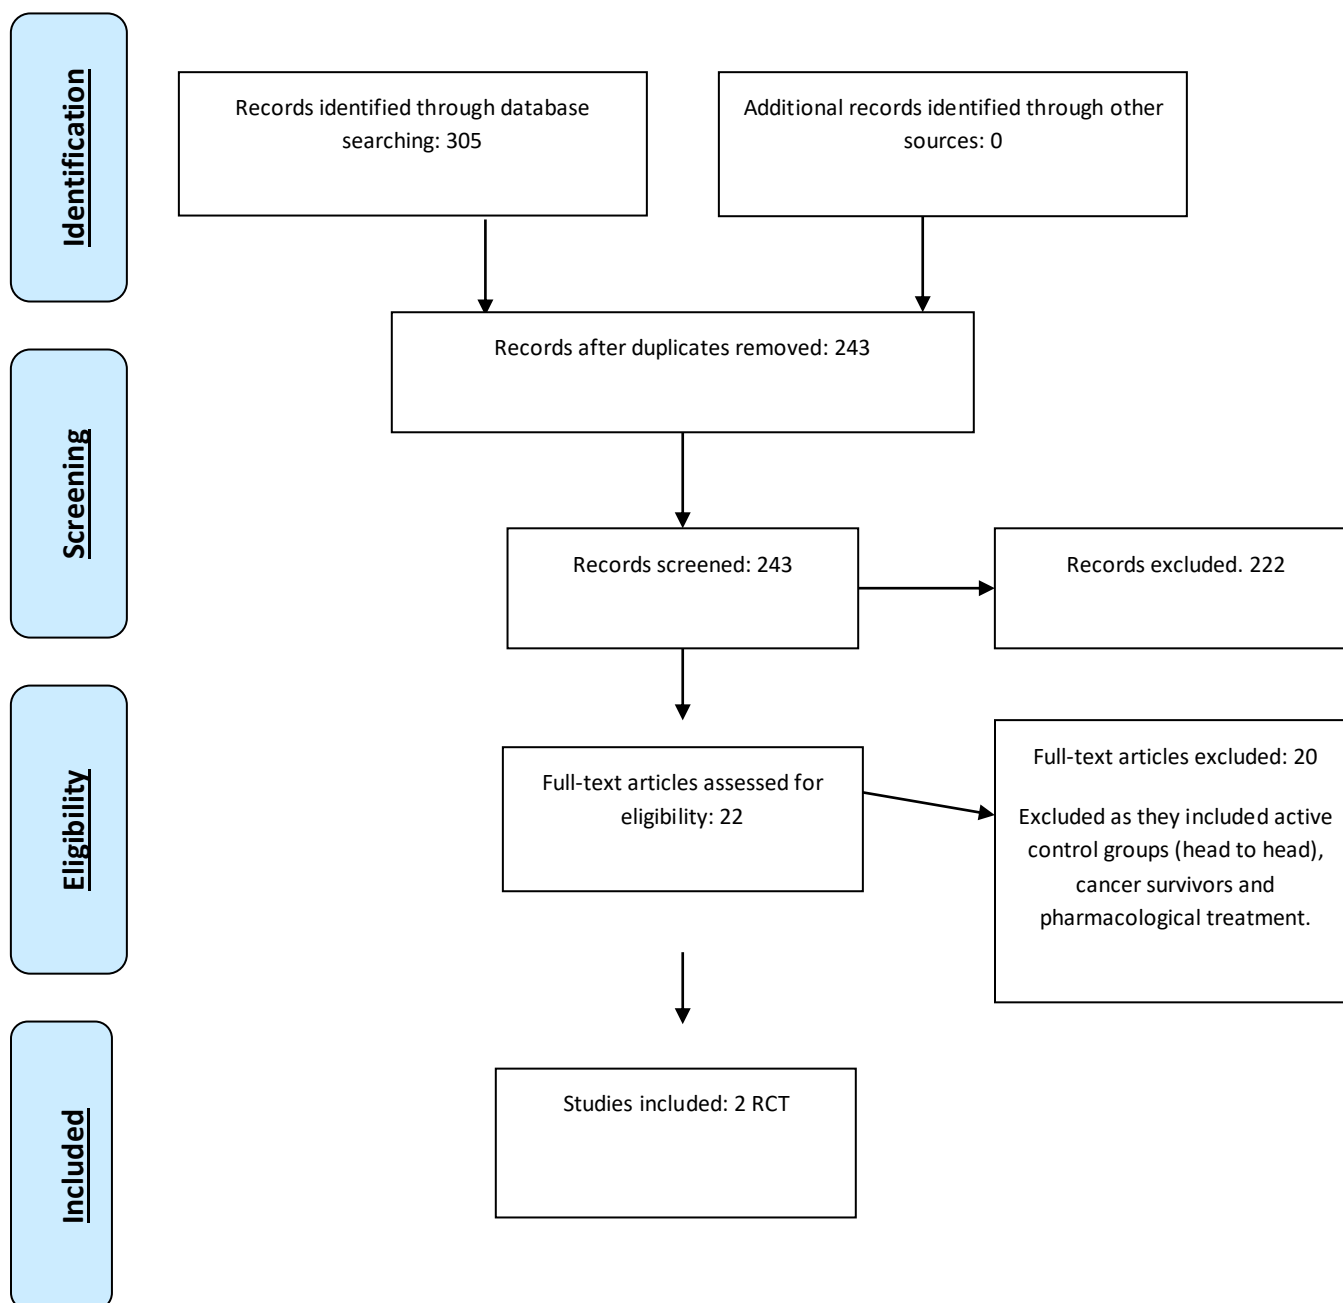 Identification
Records identified through database
searching: 305
Additional records identified through other
sources: 0
Records after duplicates removed: 243
Screening
Records screened: 243
Records excluded. 222
Eligibility
Full-text articles assessed for
eligibility: 22
Full-text articles excluded: 20
Excluded as they included active
control groups (head to head),
cancer survivors and
pharmacological treatment.
Included
Studies included: 2 RCT